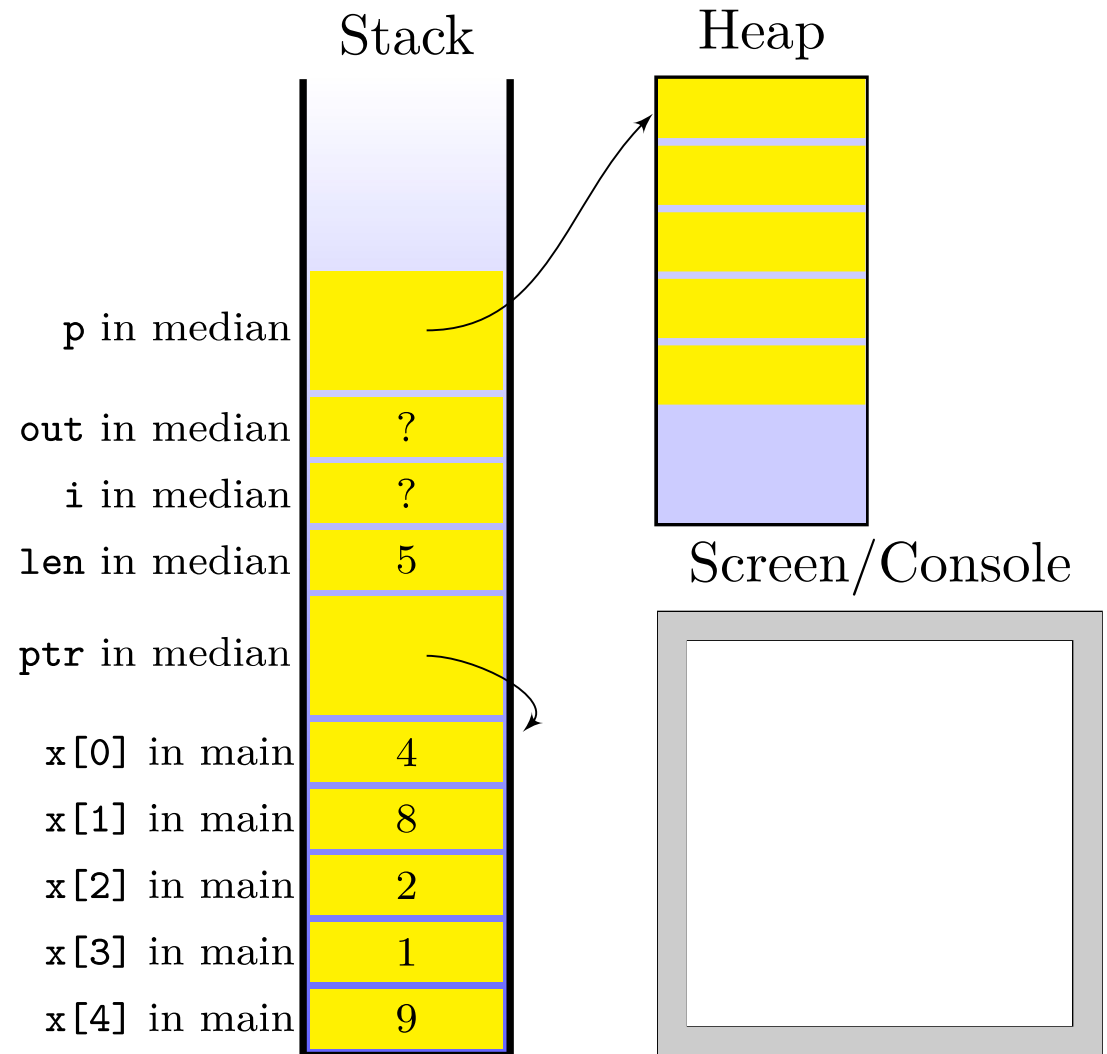 Stack
Heap
p in median
out in median ?
i in median ?
len in median 5
ptr in median
x[0] in main 4
x[1] in main 8
x[2] in main 2
x[3] in main 1
x[4] in main 9
Screen/Console